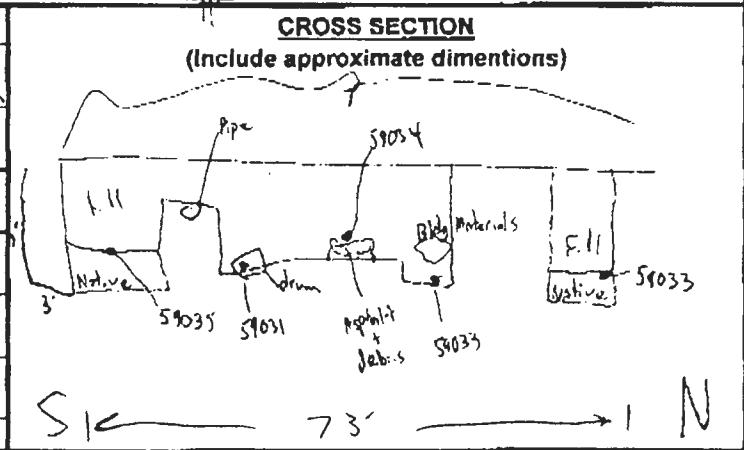 CROSS SECTION
(Include approximate dimentions)
Pipe
59034
Fill
Bldg Materials
Fill
Native
drum
Native
59033
3'
59035
59031
Asphalt
+
debris
59033
S
73'
N